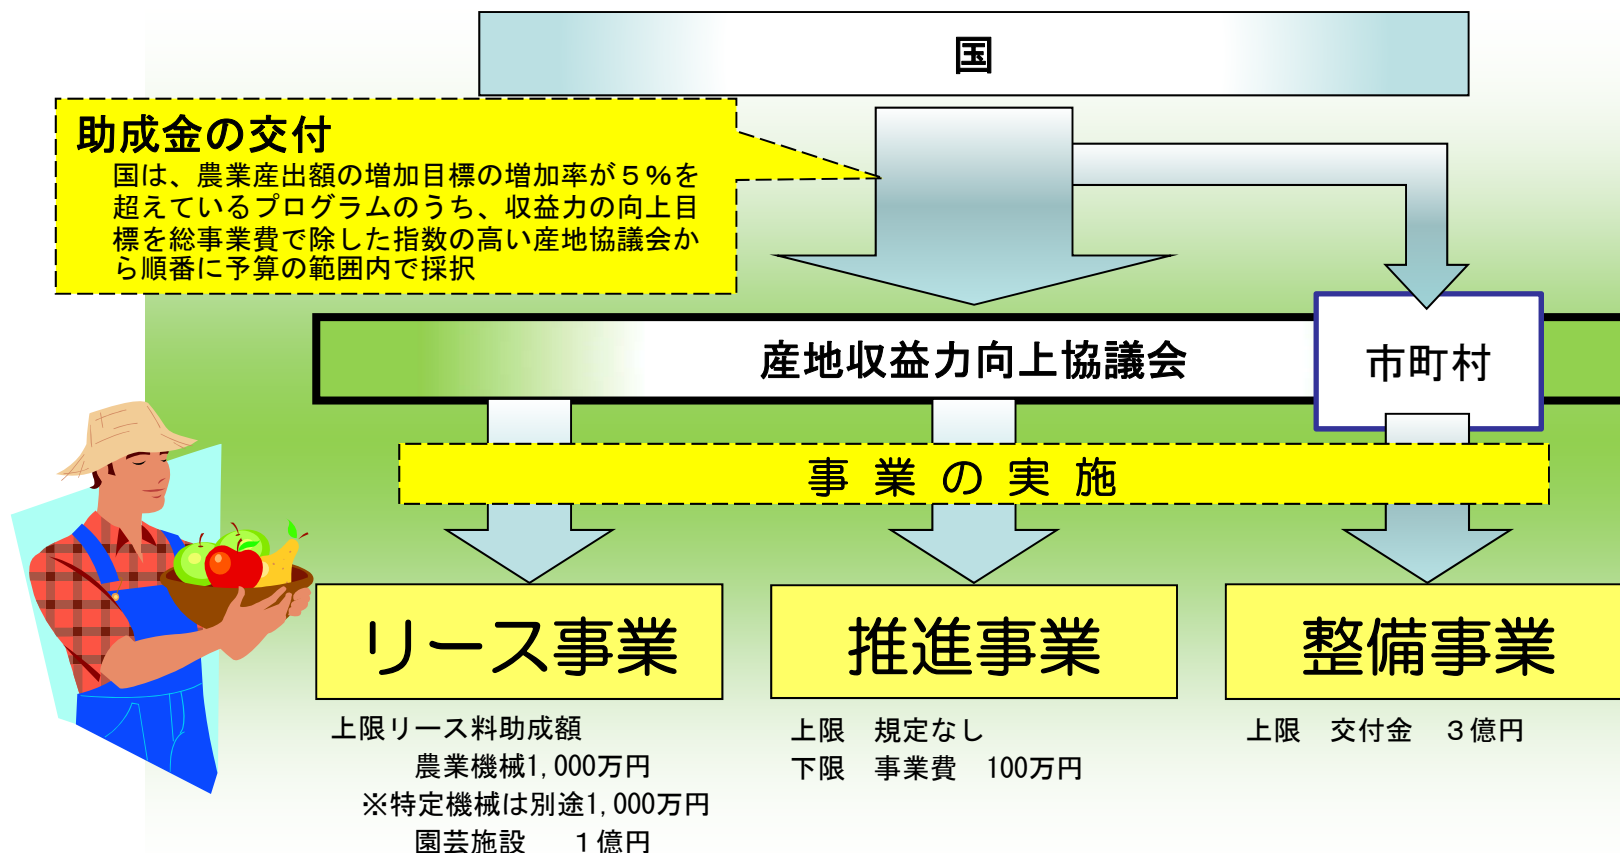 国
助成金の交付
国は、農業産出額の増加目標の増加率が５%を
超えているプログラムのうち、収益力の向上目
標を総事業費で除した指数の高い産地協議会か
ら順番に予算の範囲内で採択
産地収益力向上協議会
市町村
事業の実施
リース事業
推進事業
整備事業
上限リース料助成額
農業機械1,000万円
※特定機械は別途1,000万円
園芸施設　１億円
上限　規定なし
下限　事業費　100万円
上限　交付金　３億円